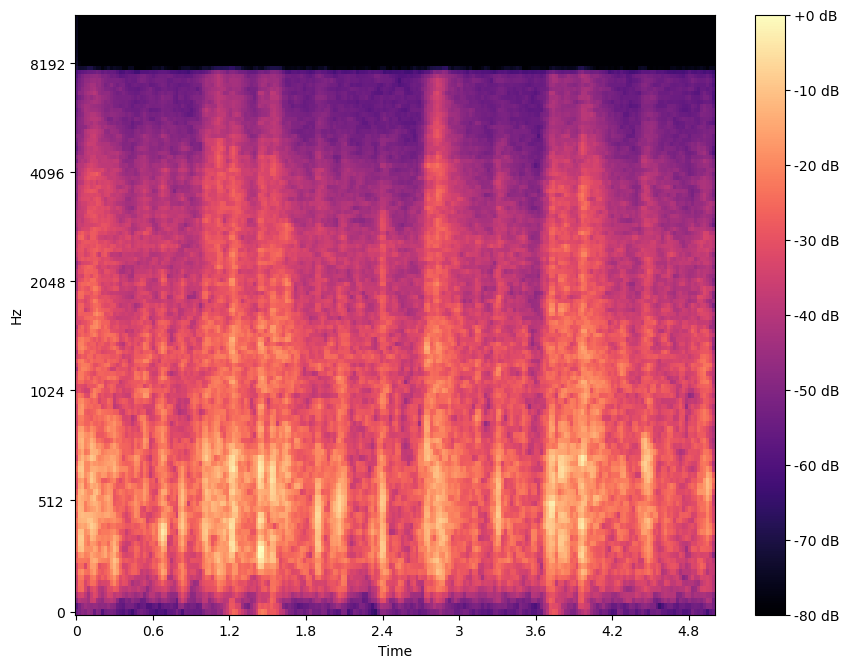 8192
4096
2048
1024
512
0
Hz
0 0.6 1.2 1.8 2.4 3 3.6 4.2 4.8
Time
+0 dB
-10 dB
-20 dB
-30 dB
-40 dB
-50 dB
-60 dB
-70 dB
-80 dB